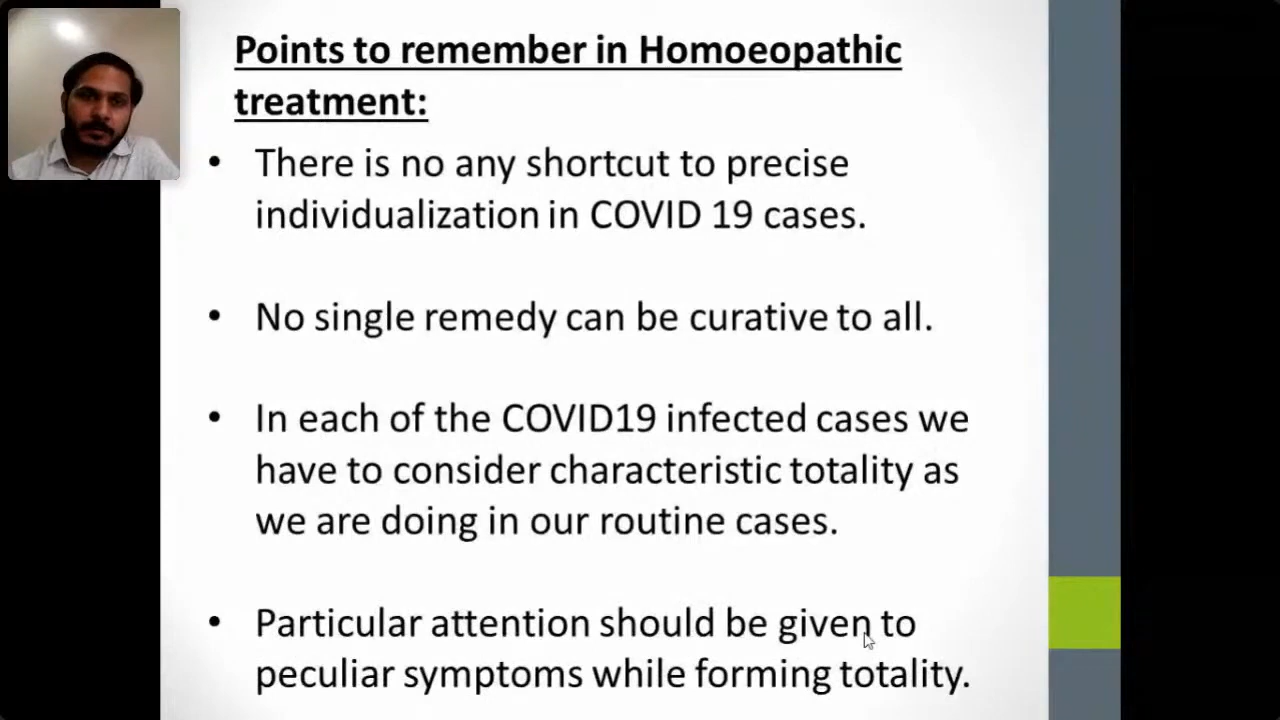 Points to remember in Homoeopathic
treatment:
• There is no any shortcut to precise
individualization in COVID 19 cases.
• No single remedy can be curative to all.
• In each of the COVID19 infected cases we
have to consider characteristic totality as
we are doing in our routine cases.
• Particular attention should be given to
peculiar symptoms while forming totality.